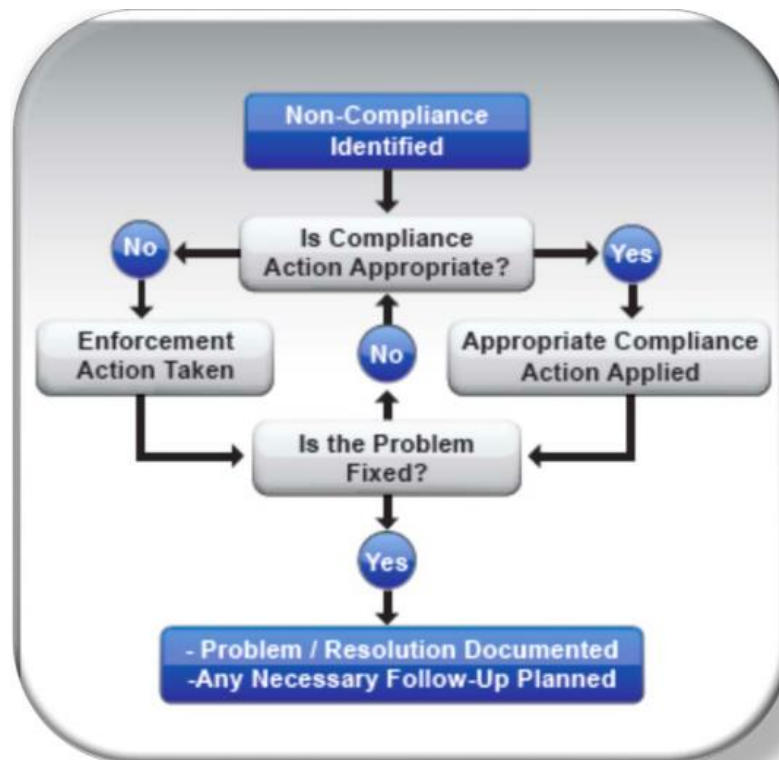 Non-Compliance
Identified
No
Is Compliance
Action Appropriate?
Yes
Enforcement
Action Taken
No
Appropriate Compliance
Action Applied
Is the Problem
Fixed?
Yes
- Problem / Resolution Documented
-Any Necessary Follow-Up Planned